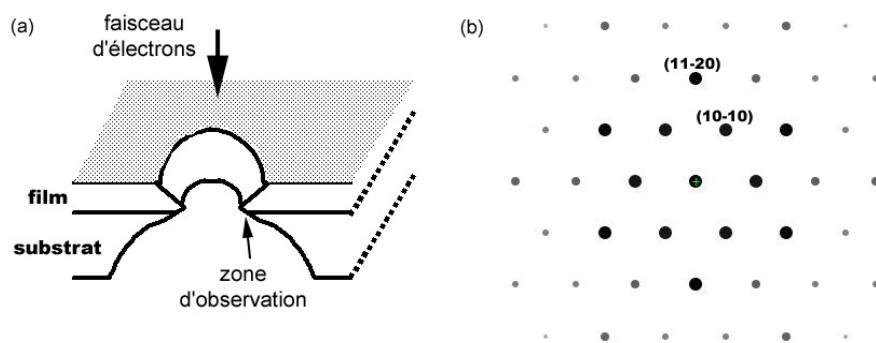 (a)
faisceau
d'électrons
film
substrat
zone
d'observation
(b)
(11-20)
(10-10)